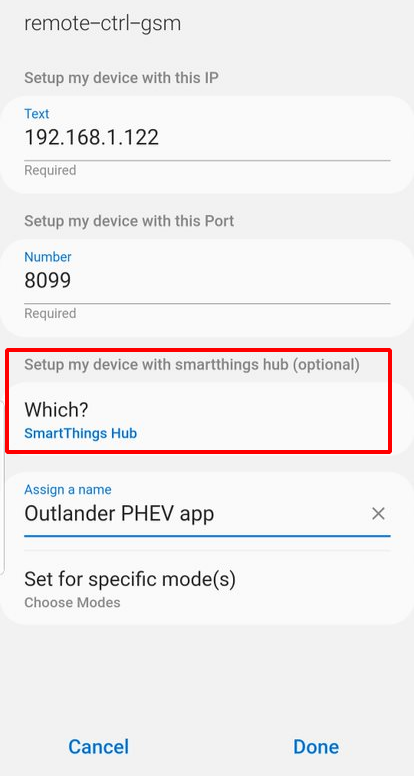 remote-ctrl-gsm
Setup my device with this IP
Text
192.168.1.122
Required
Setup my device with this Port
Number
8099
Required
Setup my device with smartthings hub (optional)
Which?
SmartThings Hub
Assign a name
Outlander PHEV app
Set for specific mode(s)
Choose Modes
Cancel Done